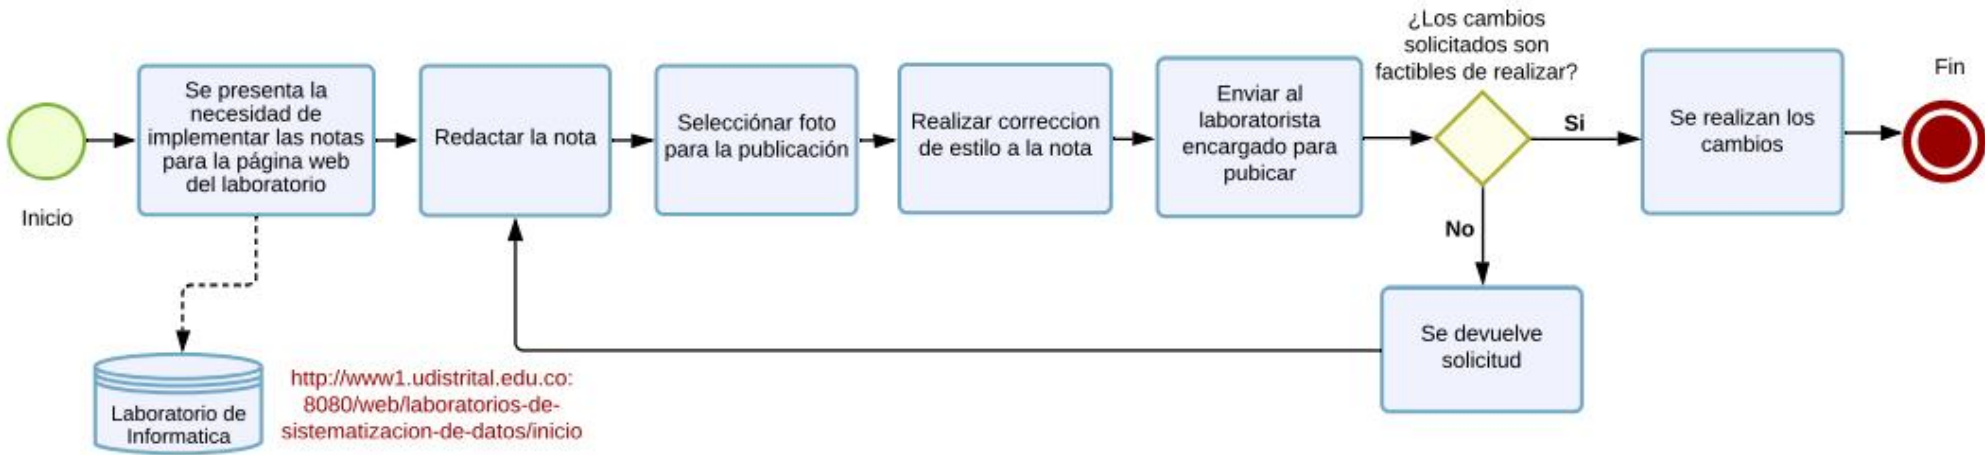 Inicio
Se presenta la
necesidad de
implementar las notas
para la página web
del laboratorio
Redactar la nota
Selecciónar foto
para la publicación
Realizar correccion
de estilo a la nota
Enviar al
laboratorista
encargado para
pubicar
¿Los cambios
solicitados son
factibles de realizar?
Si
Se realizan los
cambios
Fin
No
Se devuelve
solicitud
Laboratorio de
Informatica
http://www1.udistrital.edu.co:
8080/web/laboratorios-de-
sistematizacion-de-datos/inicio